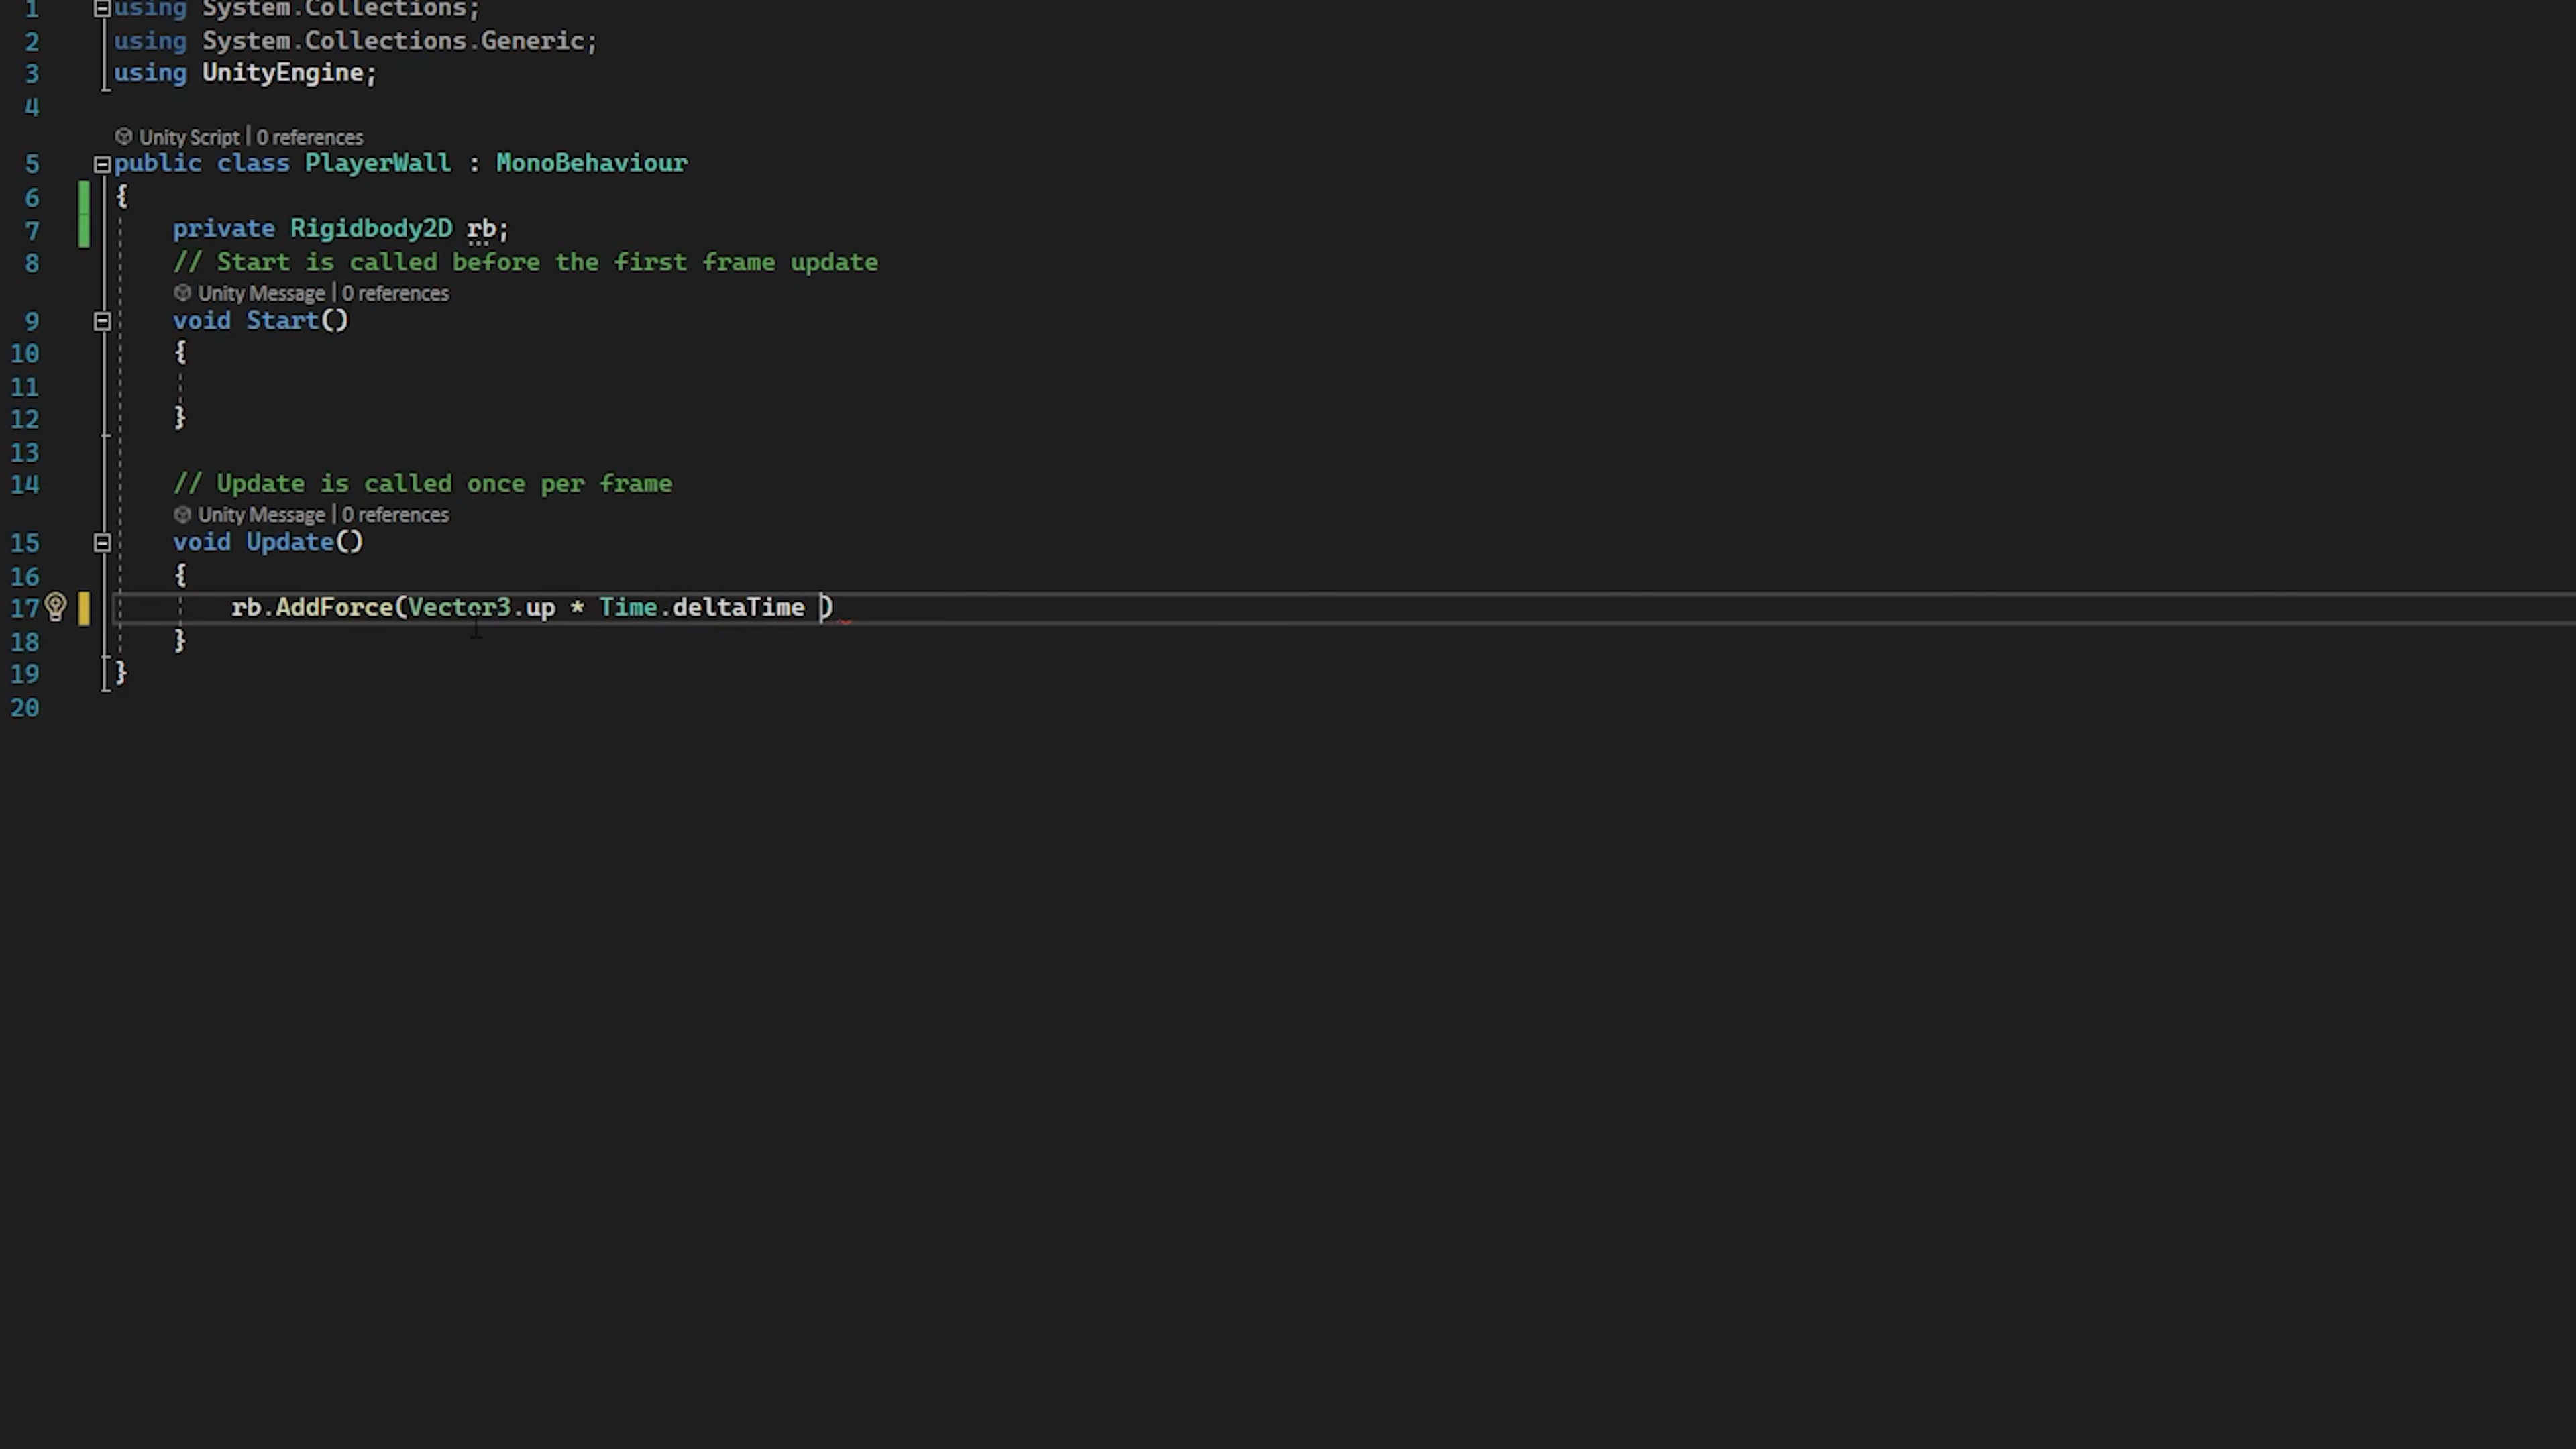 1 using System.Collections;
2 using System.Collections.Generic;
3 using UnityEngine;
4
Unity Script | 0 references
5 public class PlayerWall : MonoBehaviour
6 {
7 private Rigidbody2D rb;
8 // Start is called before the first frame update
Unity Message | 0 references
9 void Start()
10 {
11
12 }
13
14 // Update is called once per frame
Unity Message | 0 references
15 void Update()
16 {
17 rb.AddForce(Vector3.up * Time.deltaTime )
18 }
19 }
20